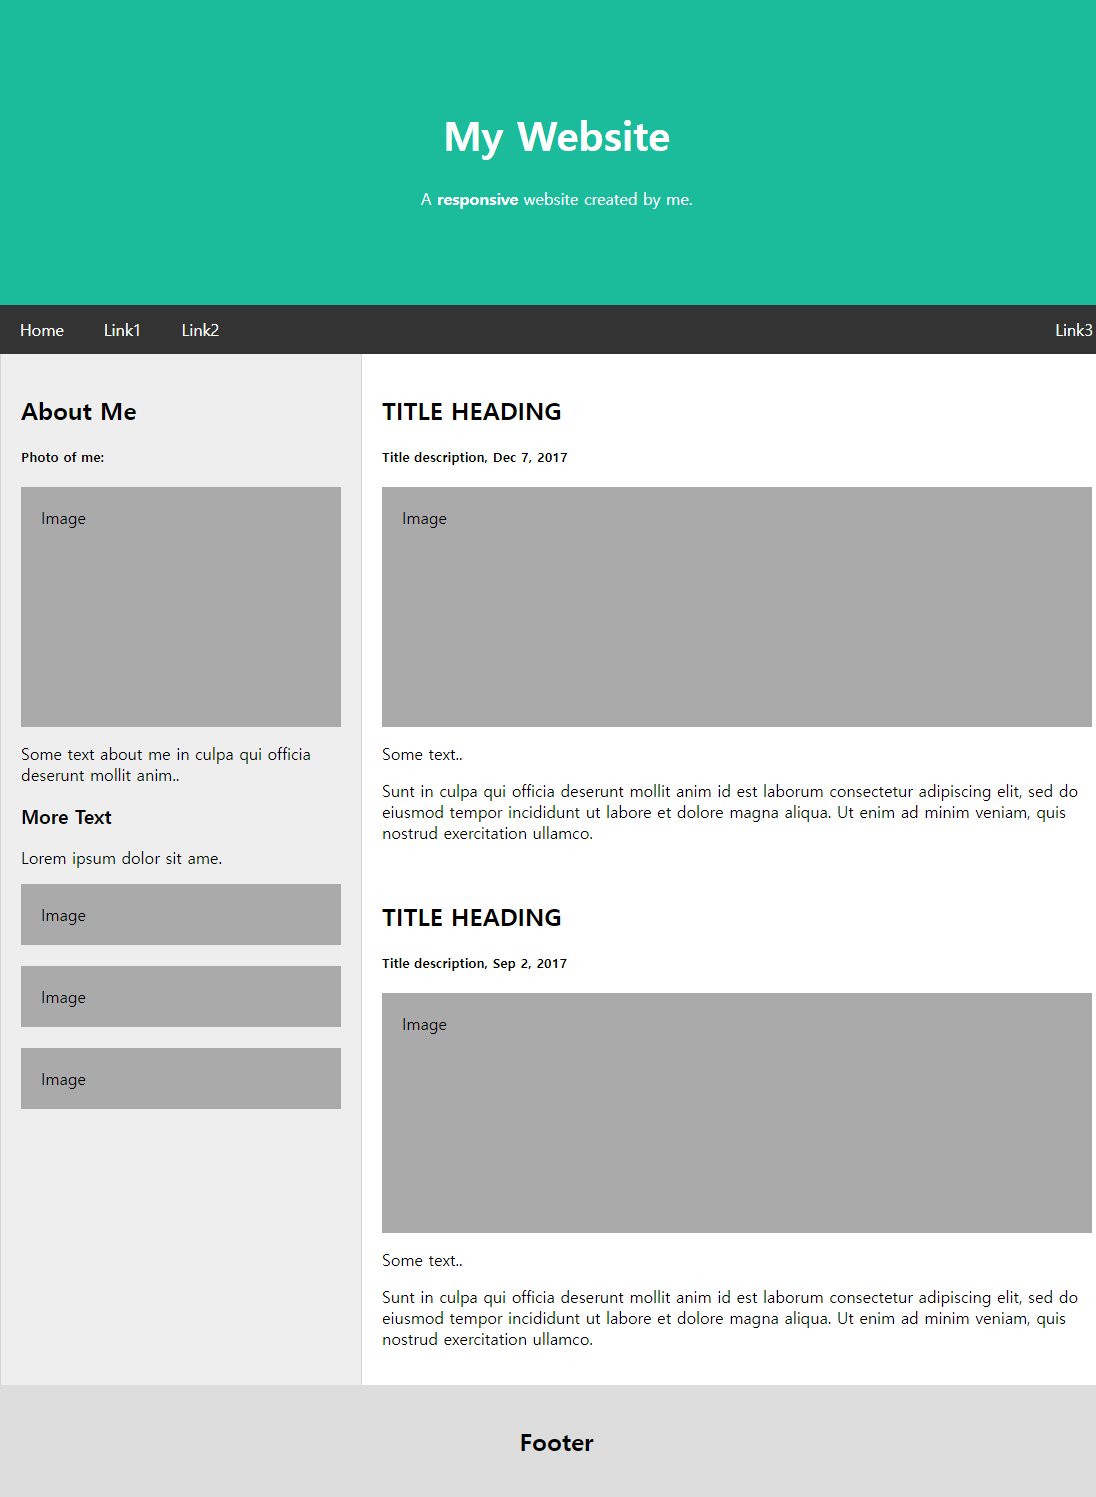 My Website
A responsive website created by me.
Home Link1 Link2 Link3
About Me
Photo of me:
Image
Some text about me in culpa qui officia
deserunt mollit anim..
More Text
Lorem ipsum dolor sit ame.
Image
Image
Image
TITLE HEADING
Title description, Dec 7, 2017
Image
Some text..
Sunt in culpa qui officia deserunt mollit anim id est laborum consectetur adipiscing elit, sed do
eiusmod tempor incididunt ut labore et dolore magna aliqua. Ut enim ad minim veniam, quis
nostrud exercitation ullamco.
TITLE HEADING
Title description, Sep 2, 2017
Image
Some text..
Sunt in culpa qui officia deserunt mollit anim id est laborum consectetur adipiscing elit, sed do
eiusmod tempor incididunt ut labore et dolore magna aliqua. Ut enim ad minim veniam, quis
nostrud exercitation ullamco.
Footer